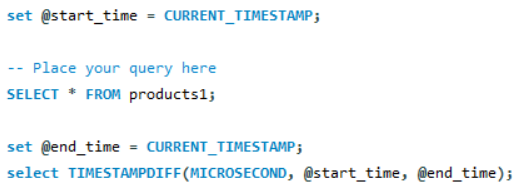 set @start_time = CURRENT_TIMESTAMP;
-- Place your query here
SELECT * FROM products1;
set @end_time = CURRENT_TIMESTAMP;
select TIMESTAMPDIFF(MICROSECOND, @start_time, @end_time);